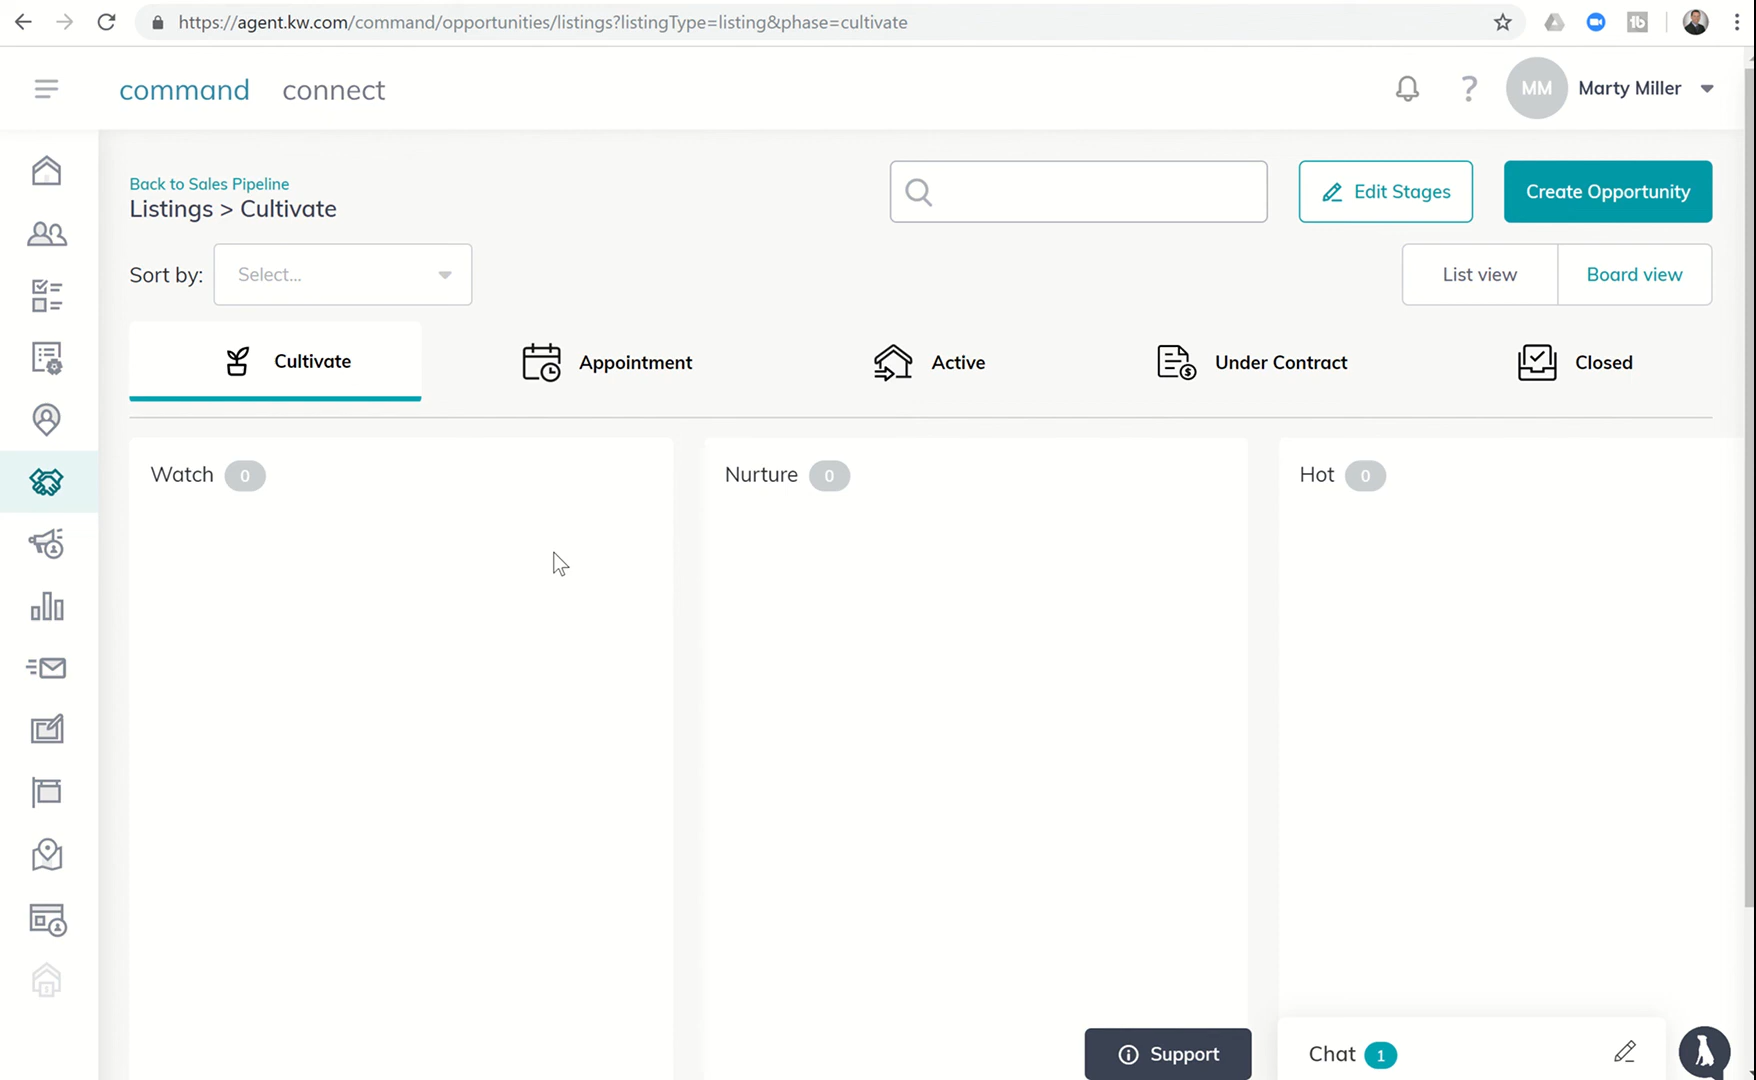 https://agent.kw.com/command/opportunities/listings?listingType=listing&phase=cultivate
command connect
? MM Marty Miller
Back to Sales Pipeline
Listings > Cultivate
Edit Stages
Create Opportunity
Sort by: Select...
List view Board view
Cultivate Appointment Active Under Contract Closed
Watch 0
Nurture 0
Hot 0
Support
Chat 1